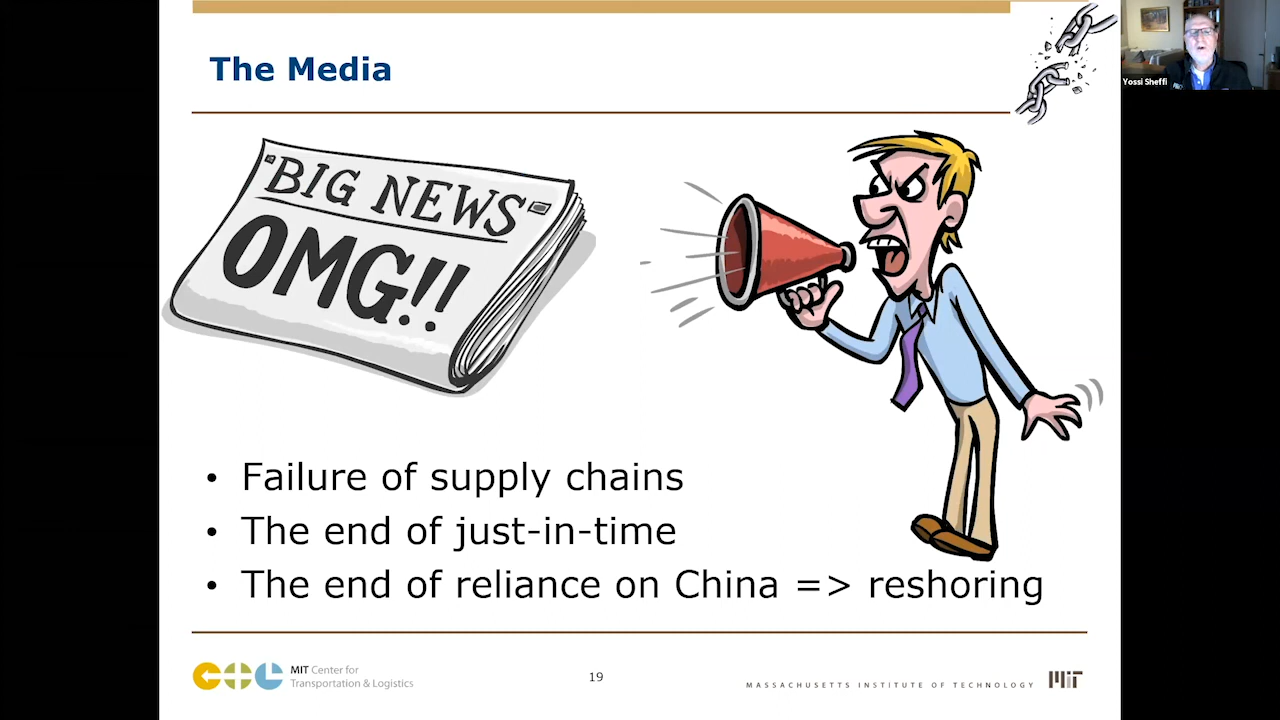 The Media
Yossi Sheffi
"BIG NEWS"
OMG!!
• Failure of supply chains
• The end of just-in-time
• The end of reliance on China => reshoring
MIT Center for
Transportation & Logistics
19
MASSACHUSETTS INSTITUTE OF TECHNOLOGY
MIT